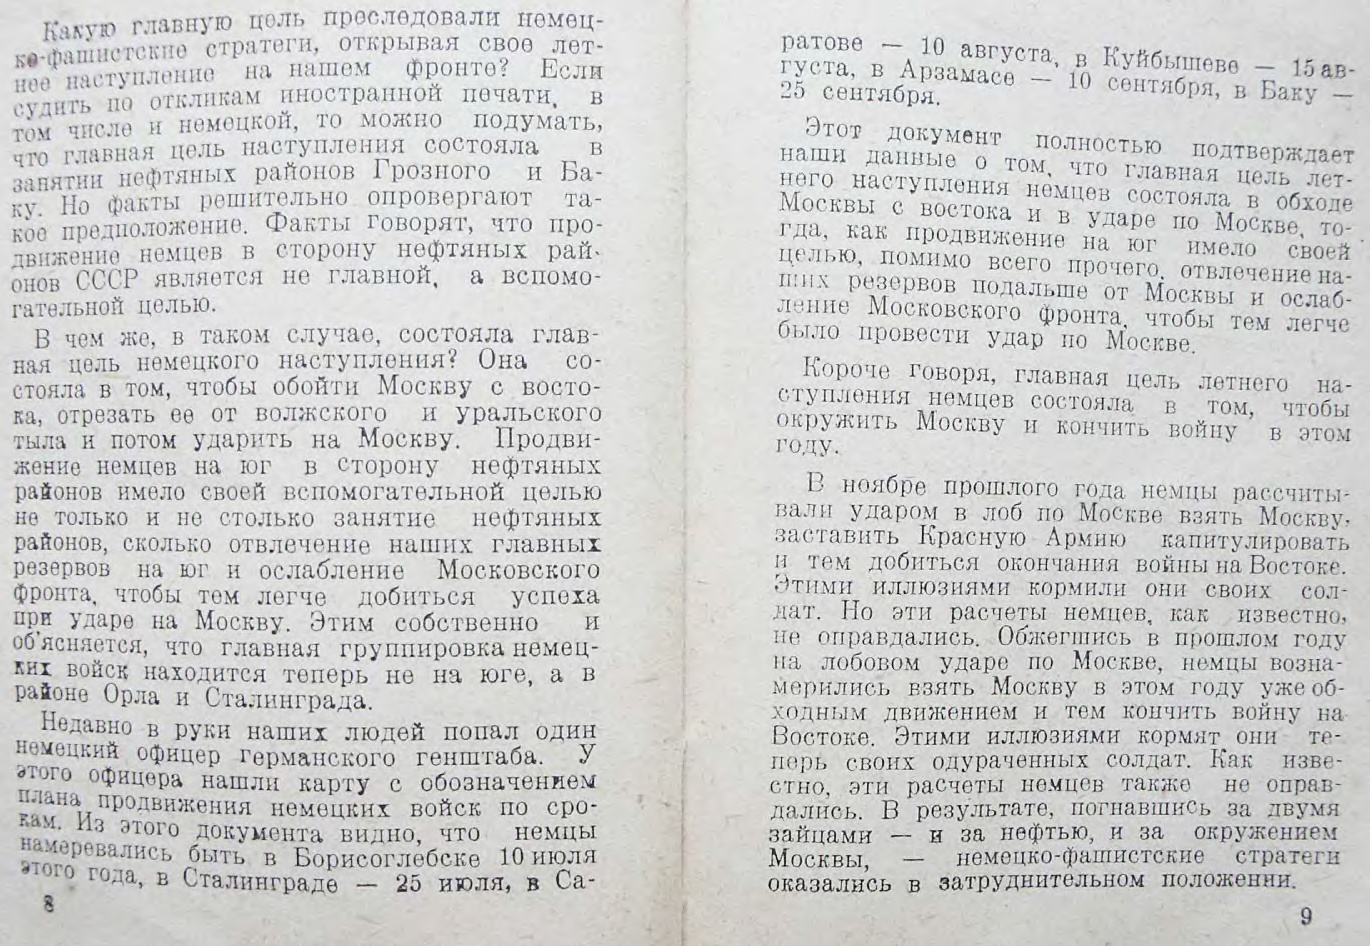 Какую главную цель преследовали немец-
ко-фашистские стратеги, открывая свое лет-
нее наступление на нашем фронте? Если
судить по откликам иностранной печати, в
том числе и немецкой, то можно подумать,
что главная цель наступления состояла в
занятии нефтяных районов Грозного и Ба-
ку. Но факты решительно опровергают та-
кое предположение. Факты говорят, что про-
движение немцев в сторону нефтяных рай-
онов СССР является не главной, а вспомо-
гательной целью.
В чем же, в таком случае, состояла глав-
ная цель немецкого наступления? Она со-
стояла в том, чтобы обойти Москву с восто-
ка, отрезать ее от волжского и уральского
тыла и потом ударить на Москву. Продви-
жение немцев на юг в сторону нефтяных
районов имело своей вспомогательной целью
не только и не столько занятие нефтяных
районов, сколько отвлечение наших главных
резервов на юг и ослабление Московского
фронта, чтобы тем легче добиться успеха
при ударе на Москву. Этим собственно и
об'ясняется, что главная группировка немец-
ких войск находится теперь не на юге, а в
районе Орла и Сталинграда.
Недавно в руки наших людей попал один
немецкий офицер германского генштаба. У
этого офицера нашли карту с обозначением
плана продвижения немецких войск по сро-
кам. Из этого документа видно, что немцы
намеревались быть в Борисоглебске 10 июля
этого года, в Сталинграде — 25 июля, в Са-
8
ратове — 10 августа, в Куйбышеве — 15 ав-
густа, в Арзамасе — 10 сентября, в Баку —
25 сентября.
Этот документ полностью подтверждает
наши данные о том, что главная цель лет-
него наступления немцев состояла в обходе
Москвы с востока и в ударе по Москве, то-
гда, как продвижение на юг имело своей
целью, помимо всего прочего, отвлечение на-
ших резервов подальше от Москвы и ослаб-
ление Московского фронта, чтобы тем легче
было провести удар по Москве.
Короче говоря, главная цель летнего на-
ступления немцев состояла в том, чтобы
окружить Москву и кончить войну в этом
году.
В ноябре прошлого года немцы рассчиты-
вали ударом в лоб по Москве взять Москву,
заставить Красную Армию капитулировать
и тем добиться окончания войны на Востоке.
Этими иллюзиями кормили они своих сол-
дат. Но эти расчеты немцев, как известно,
не оправдались. Обжегшись в прошлом году
на лобовом ударе по Москве, немцы возна-
мерились взять Москву в этом году уже об-
ходным движением и тем кончить войну на
Востоке. Этими иллюзиями кормят они те-
перь своих одураченных солдат. Как изве-
стно, эти расчеты немцев также не оправ-
дались. В результате, погнавшись за двумя
зайцами — и за нефтью, и за окружением
Москвы, — немецко-фашистские стратеги
оказались в затруднительном положении.
9